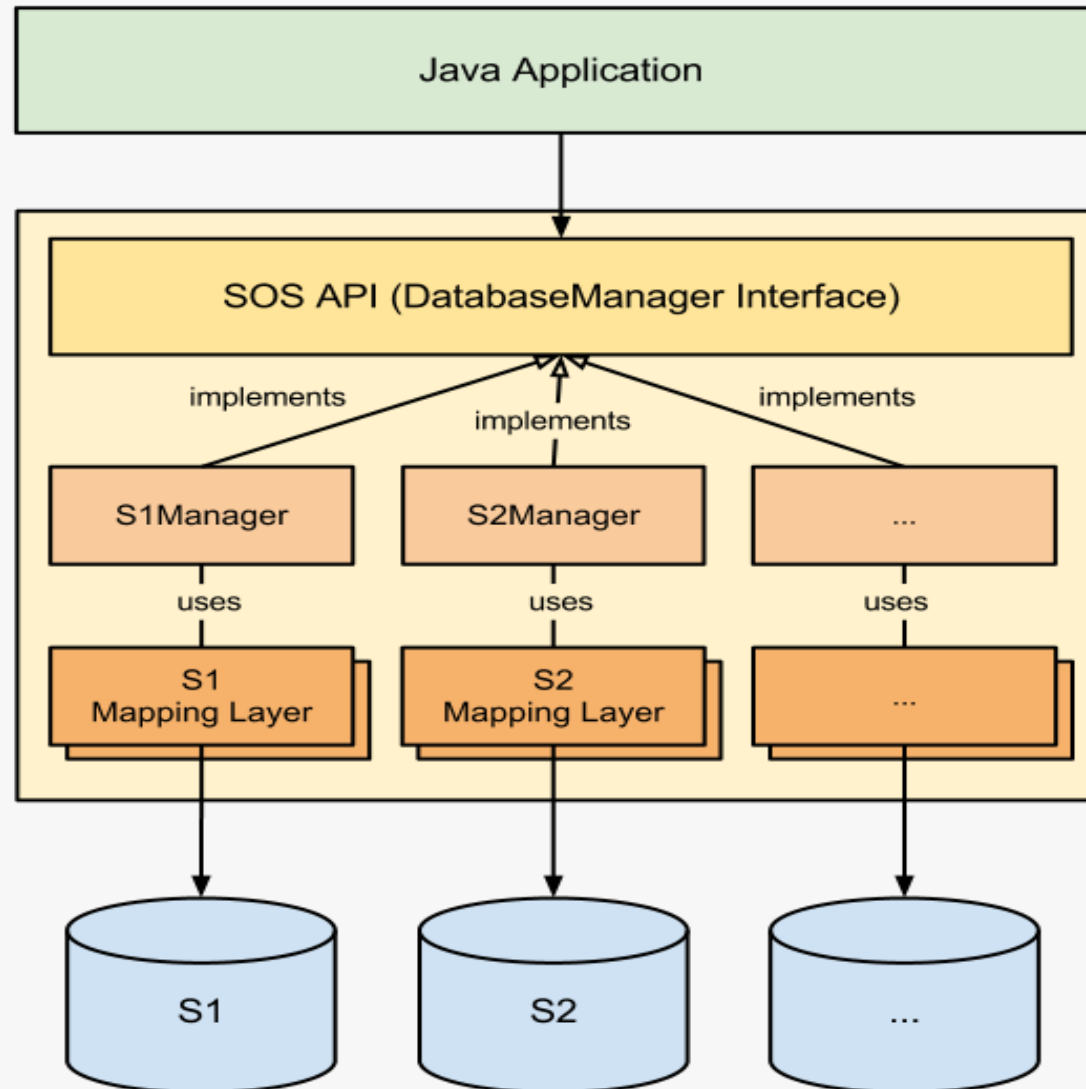 Java Application
SOS API (DatabaseManager Interface)
implements
implements
implements
S1Manager
S2Manager
...
uses
uses
uses
S1
Mapping Layer
S2
Mapping Layer
...
S1
S2
...